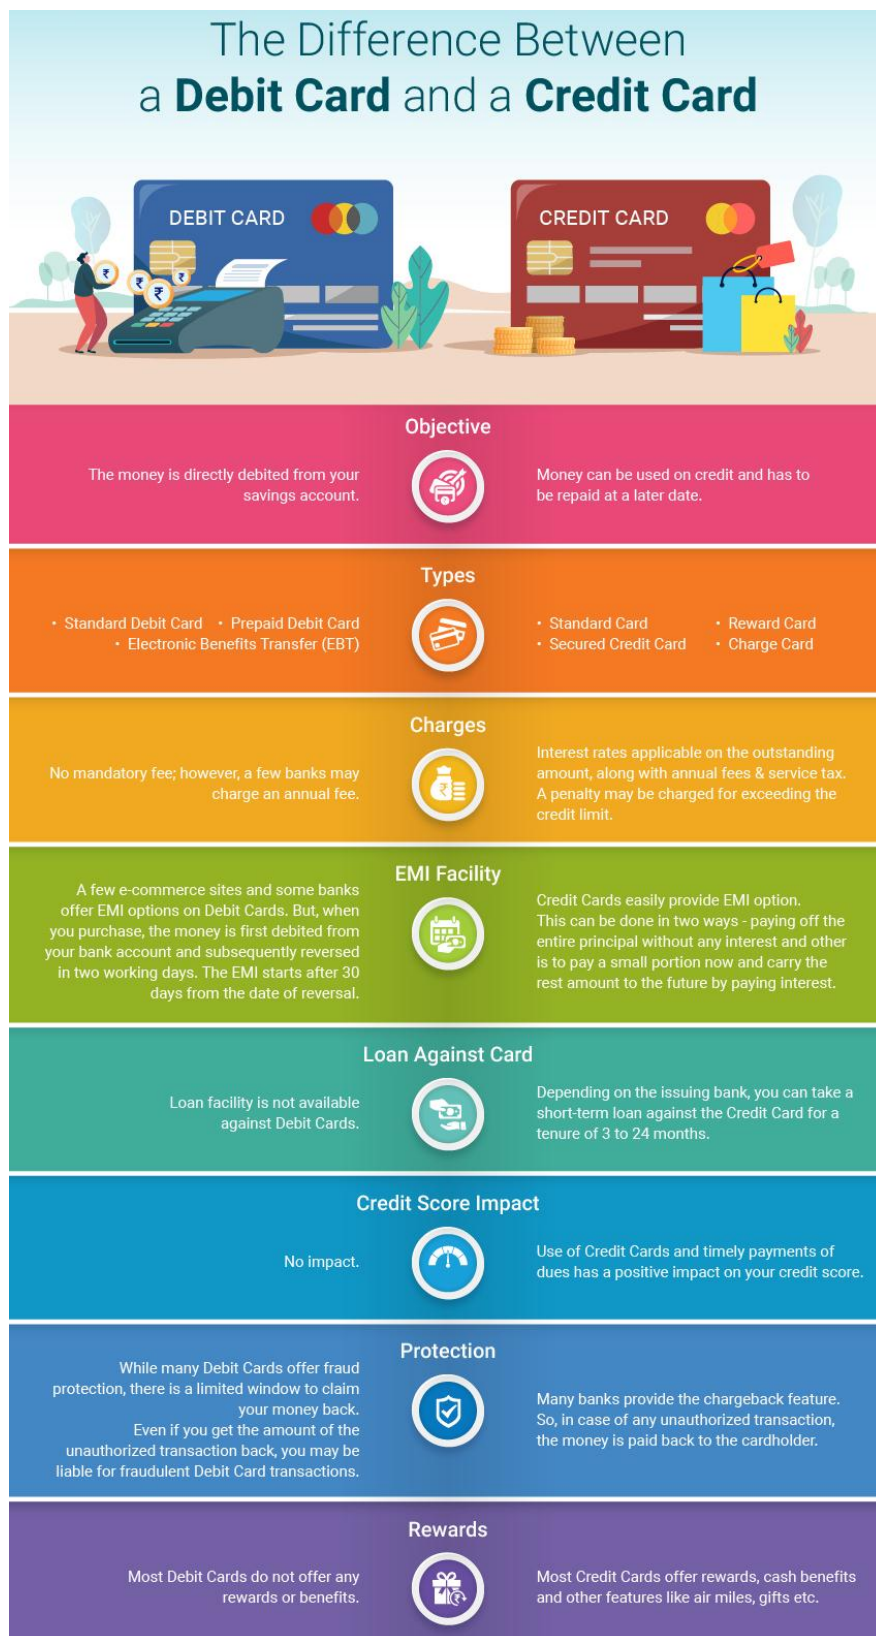 The Difference Between
a Debit Card and a Credit Card
DEBIT CARD
CREDIT CARD
Objective
The money is directly debited from your
savings account.
Money can be used on credit and has to
be repaid at a later date.
Types
• Standard Debit Card • Prepaid Debit Card
• Electronic Benefits Transfer (EBT)
• Standard Card • Reward Card
• Secured Credit Card • Charge Card
Charges
No mandatory fee; however, a few banks may
charge an annual fee.
Interest rates applicable on the outstanding
amount, along with annual fees & service tax.
A penalty may be charged for exceeding the
credit limit.
EMI Facility
A few e-commerce sites and some banks
offer EMI options on Debit Cards. But, when
you purchase, the money is first debited from
your bank account and subsequently reversed
in two working days. The EMI starts after 30
days from the date of reversal.
Credit Cards easily provide EMI option.
This can be done in two ways - paying off the
entire principal without any interest and other
is to pay a small portion now and carry the
rest amount to the future by paying interest.
Loan Against Card
Loan facility is not available
against Debit Cards.
Depending on the issuing bank, you can take a
short-term loan against the Credit Card for a
tenure of 3 to 24 months.
Credit Score Impact
No impact.
Use of Credit Cards and timely payments of
dues has a positive impact on your credit score.
Protection
While many Debit Cards offer fraud
protection, there is a limited window to claim
your money back.
Even if you get the amount of the
unauthorized transaction back, you may be
liable for fraudulent Debit Card transactions.
Many banks provide the chargeback feature.
So, in case of any unauthorized transaction,
the money is paid back to the cardholder.
Rewards
Most Debit Cards do not offer any
rewards or benefits.
Most Credit Cards offer rewards, cash benefits
and other features like air miles, gifts etc.